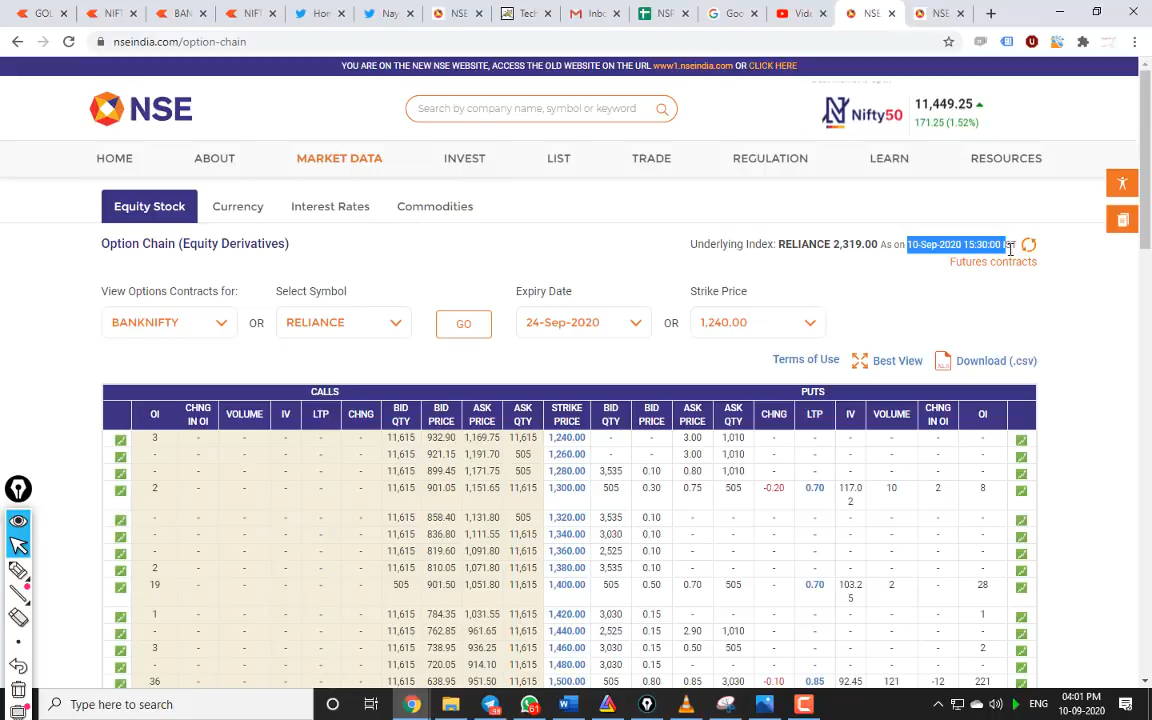 GOL NIFT BAN NIFT Hom Nay NSE Tech Inbo NSF Goo Vide NSE NSE
nseindia.com/option-chain
YOU ARE ON THE NEW NSE WEBSITE, ACCESS THE OLD WEBSITE ON THE URL www1.nseindia.com OR CLICK HERE
NSE
Search by company name, symbol or keyword
Nifty50
11,449.25
171.25 (1.52%)
HOME ABOUT MARKET DATA INVEST LIST TRADE REGULATION LEARN RESOURCES
Equity Stock Currency Interest Rates Commodities
Option Chain (Equity Derivatives)
Underlying Index: RELIANCE 2,319.00 As on 10-Sep-2020 15:30:00
Futures contracts
View Options Contracts for: Select Symbol Expiry Date Strike Price
BANKNIFTY OR RELIANCE GO 24-Sep-2020 OR 1,240.00
Terms of Use Best View Download (.csv)
CALLS PUTS
OI CHNG IN OI VOLUME IV LTP CHNG BID QTY BID PRICE ASK PRICE ASK QTY STRIKE PRICE BID QTY BID PRICE ASK PRICE ASK QTY CHNG LTP IV VOLUME CHNG IN OI OI
3 - - - - - 11,615 932.90 1,169.75 11,615 1,240.00 - - 3.00 1,010 - - - - - -
- - - - - - 11,615 921.15 1,191.70 505 1,260.00 - - 3.00 1,010 - - - - - -
- - - - - - 11,615 899.45 1,171.75 505 1,280.00 3,535 0.10 0.80 1,010 - - - - - -
2 - - - - - 11,615 901.05 1,151.65 11,615 1,300.00 505 0.30 0.75 505 -0.20 0.70 117.02 10 2 8
- - - - - - 11,615 858.40 1,131.80 505 1,320.00 3,535 0.10 - - - - - - - -
- - - - - - 11,615 836.80 1,111.55 11,615 1,340.00 3,030 0.10 - - - - - - - -
- - - - - - 11,615 819.60 1,091.80 11,615 1,360.00 2,525 0.10 - - - - - - - -
2 - - - - - 11,615 810.05 1,071.80 11,615 1,380.00 3,535 0.10 - - - - - - - -
19 - - - - - 505 901.50 1,051.80 11,615 1,400.00 505 0.50 0.70 505 - 0.70 103.25 2 - 28
1 - - - - - 11,615 784.35 1,031.55 11,615 1,420.00 3,030 0.15 - - - - - - - 1
- - - - - - 11,615 762.85 961.65 11,615 1,440.00 2,525 0.15 2.90 1,010 - - - - - -
3 - - - - - 11,615 738.95 936.25 11,615 1,460.00 3,030 0.15 0.50 505 - - - - - 2
- - - - - - 11,615 720.05 914.10 11,615 1,480.00 3,030 0.15 - - - - - - - -
36 - - - - - 11,615 638.95 951.50 11,615 1,500.00 505 0.80 0.85 3,030 -0.10 0.85 92.45 121 -12 221
Type here to search
61
ENG
04:01 PM
10-09-2020